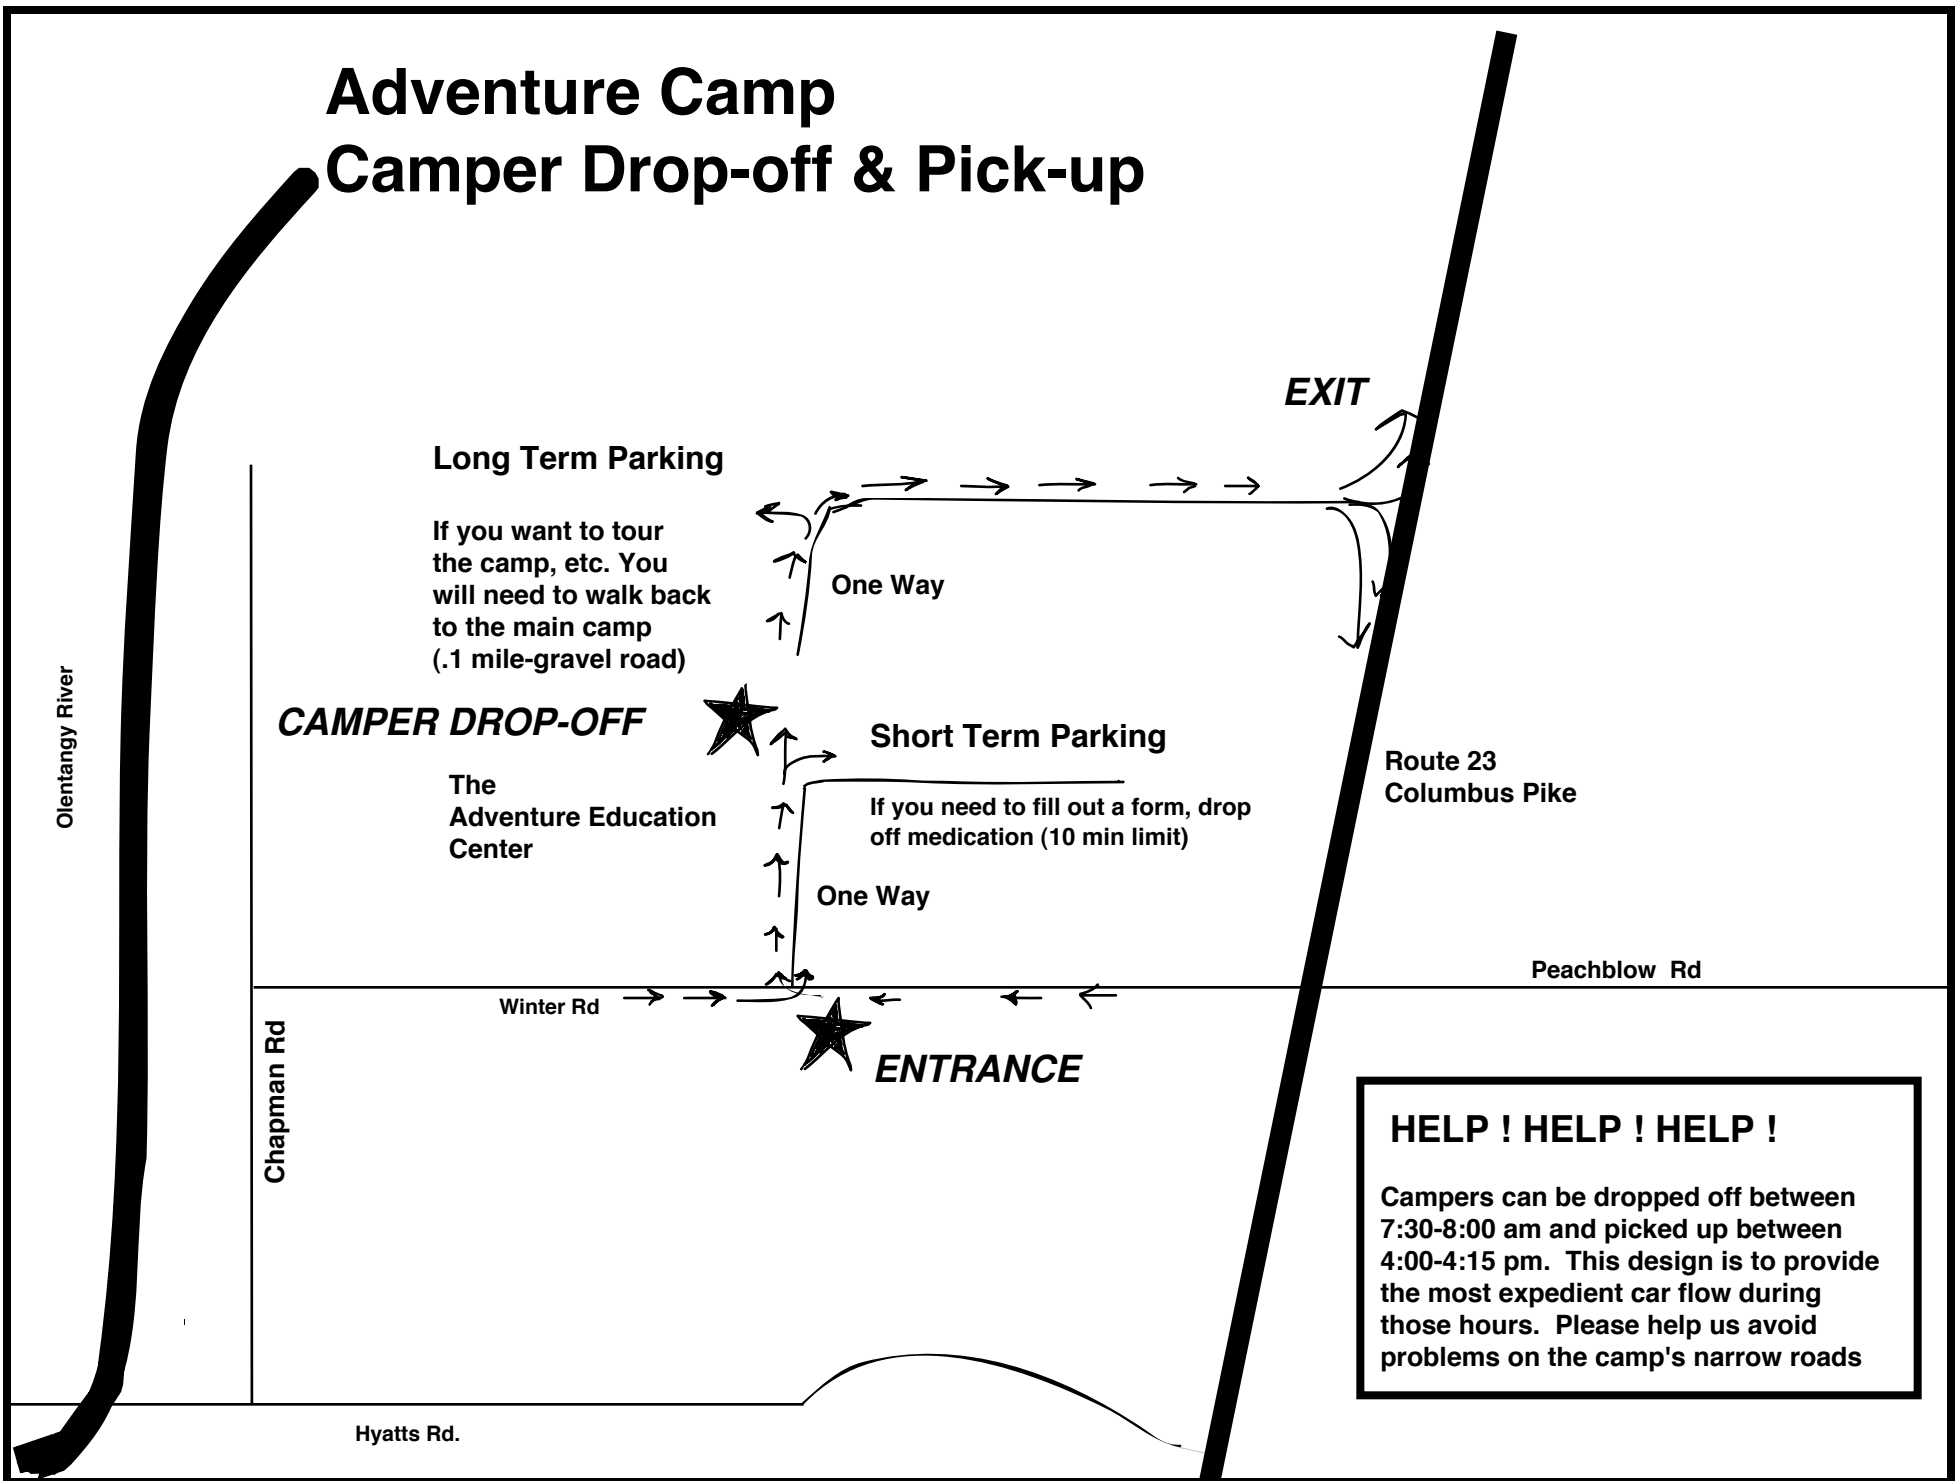 Adventure Camp
Camper Drop-off & Pick-up
EXIT
Long Term Parking
If you want to tour
the camp, etc. You
will need to walk back
to the main camp
(.1 mile-gravel road)
One Way
Olentangy River
CAMPER DROP-OFF
Short Term Parking
Route 23
Columbus Pike
The
Adventure Education
Center
If you need to fill out a form, drop
off medication (10 min limit)
One Way
Peachblow Rd
Winter Rd
Chapman Rd
ENTRANCE
HELP ! HELP ! HELP !
Campers can be dropped off between
7:30-8:00 am and picked up between
4:00-4:15 pm. This design is to provide
the most expedient car flow during
those hours. Please help us avoid
problems on the camp's narrow roads
Hyatts Rd.